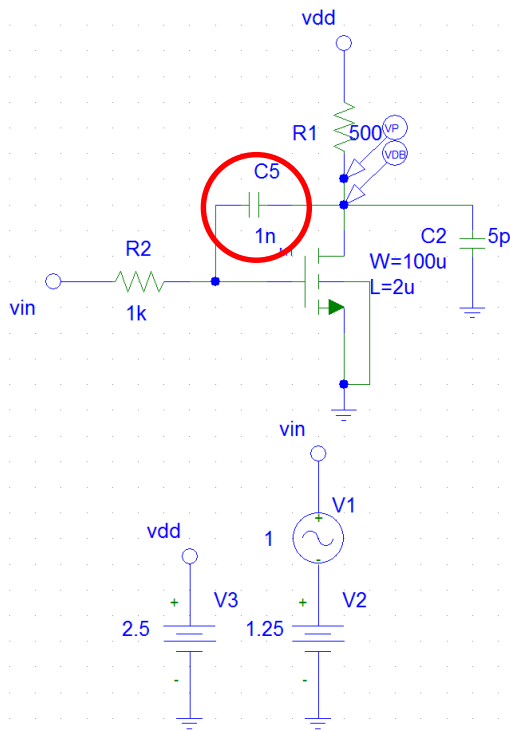 vdd
R1
500
VP
VDB
C5
1n
C2
5p
R2
1k
vin
W=100u
L=2u
vin
V1
+
1
-
vdd
+
V3
2.5
-
+
V2
1.25
-